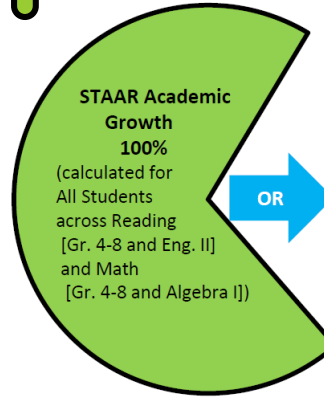 STAAR Academic
Growth
100%
(calculated for
All Students
across Reading
[Gr. 4-8 and Eng. II]
and Math
[Gr. 4-8 and Algebra I])
OR